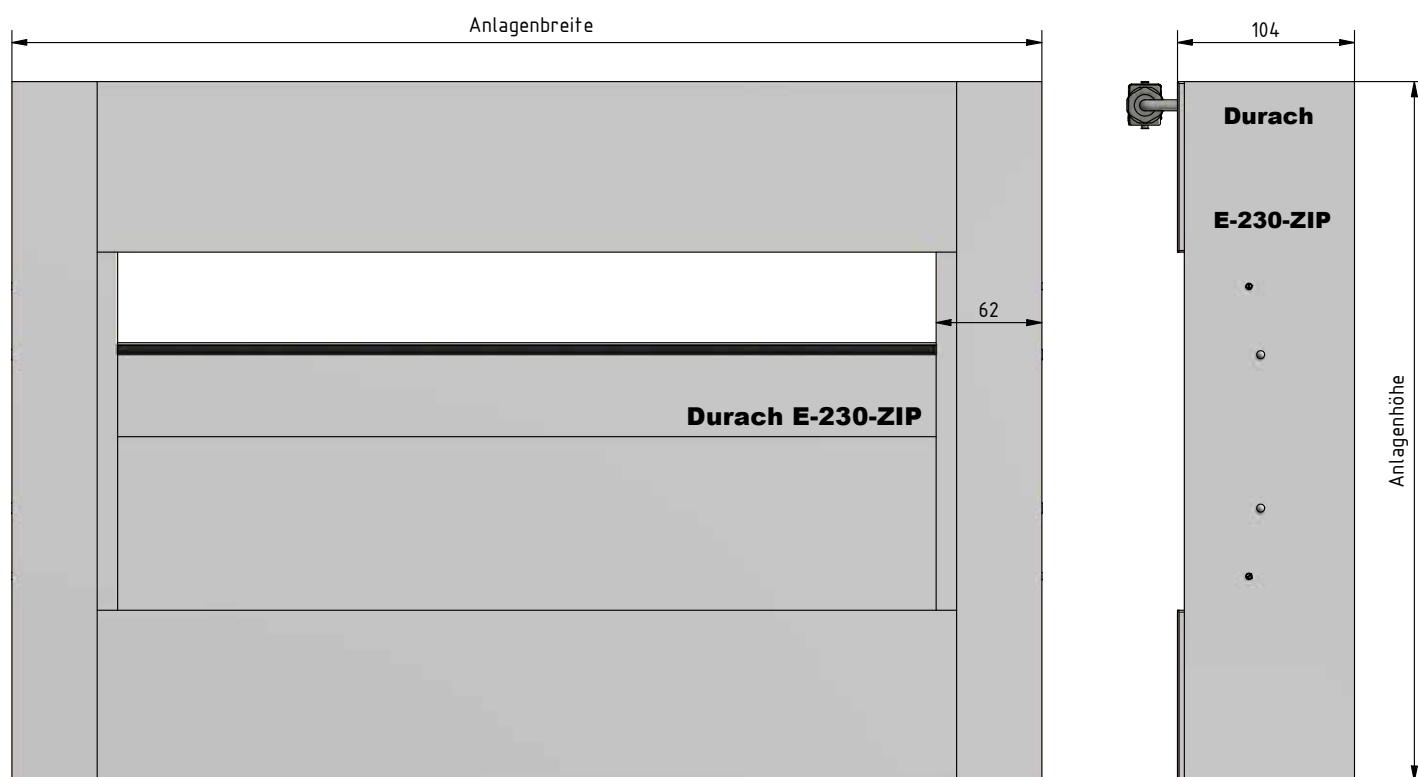 Anlagenbreite
104
Durach
E-230-ZIP
62
Durach E-230-ZIP
Anlagenhöhe